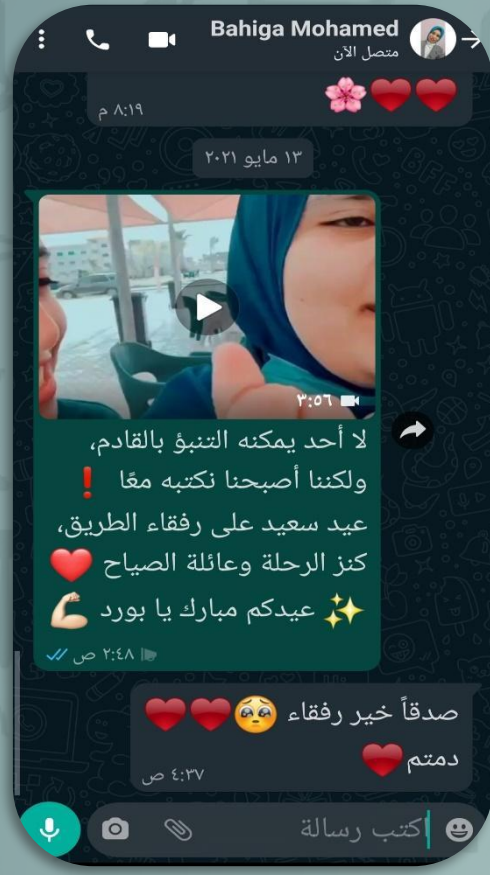 Bahiga Mohamed
متصل الآن
🌸❤️❤️
٨:١٩ م
١٣ مايو ٢٠٢١
٣:٥٦
لا أحد يمكنه التنبؤ بالقادم،
ولكننا أصبحنا نكتبه معًا ❗
عيد سعيد على رفقاء الطريق،
كنز الرحلة وعائلة الصياح ❤️
✨ عيدكم مبارك يا بورد 💪
٢:٤٨ ص
صدقاً خير رفقاء 🥺❤️❤️
دمتم❤️
٤:٣٧ ص
اكتب رسالة